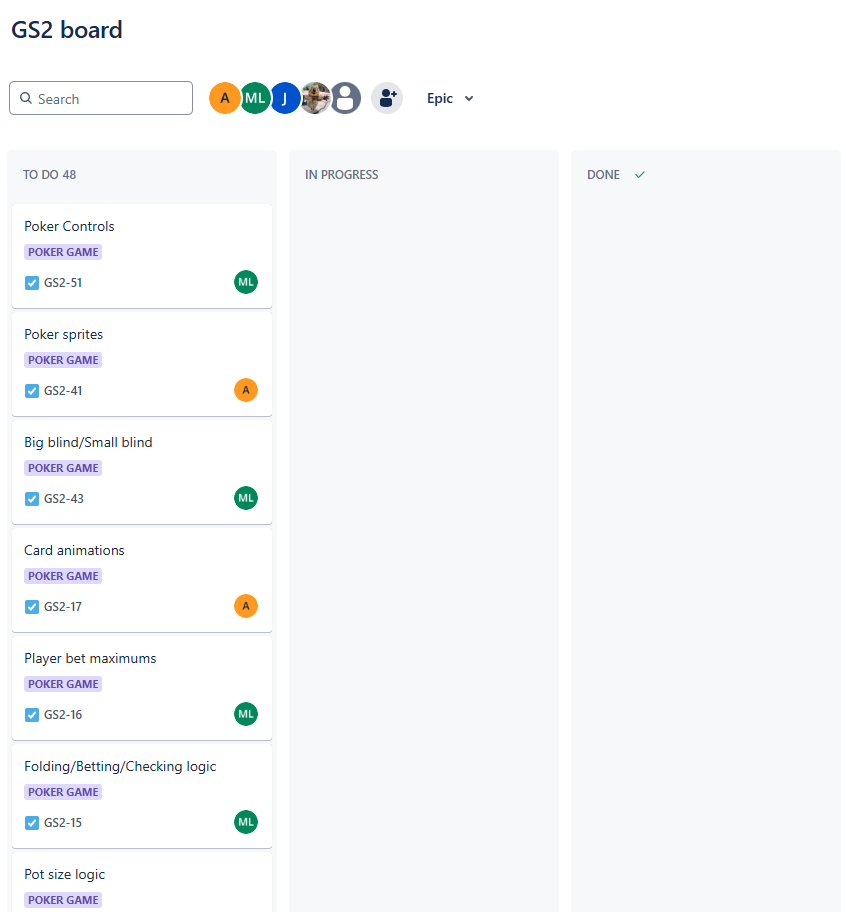 GS2 board
Search
A ML J
Epic
TO DO 48
IN PROGRESS
DONE
Poker Controls
POKER GAME
GS2-51
ML
Poker sprites
POKER GAME
GS2-41
A
Big blind/Small blind
POKER GAME
GS2-43
ML
Card animations
POKER GAME
GS2-17
A
Player bet maximums
POKER GAME
GS2-16
ML
Folding/Betting/Checking logic
POKER GAME
GS2-15
ML
Pot size logic
POKER GAME